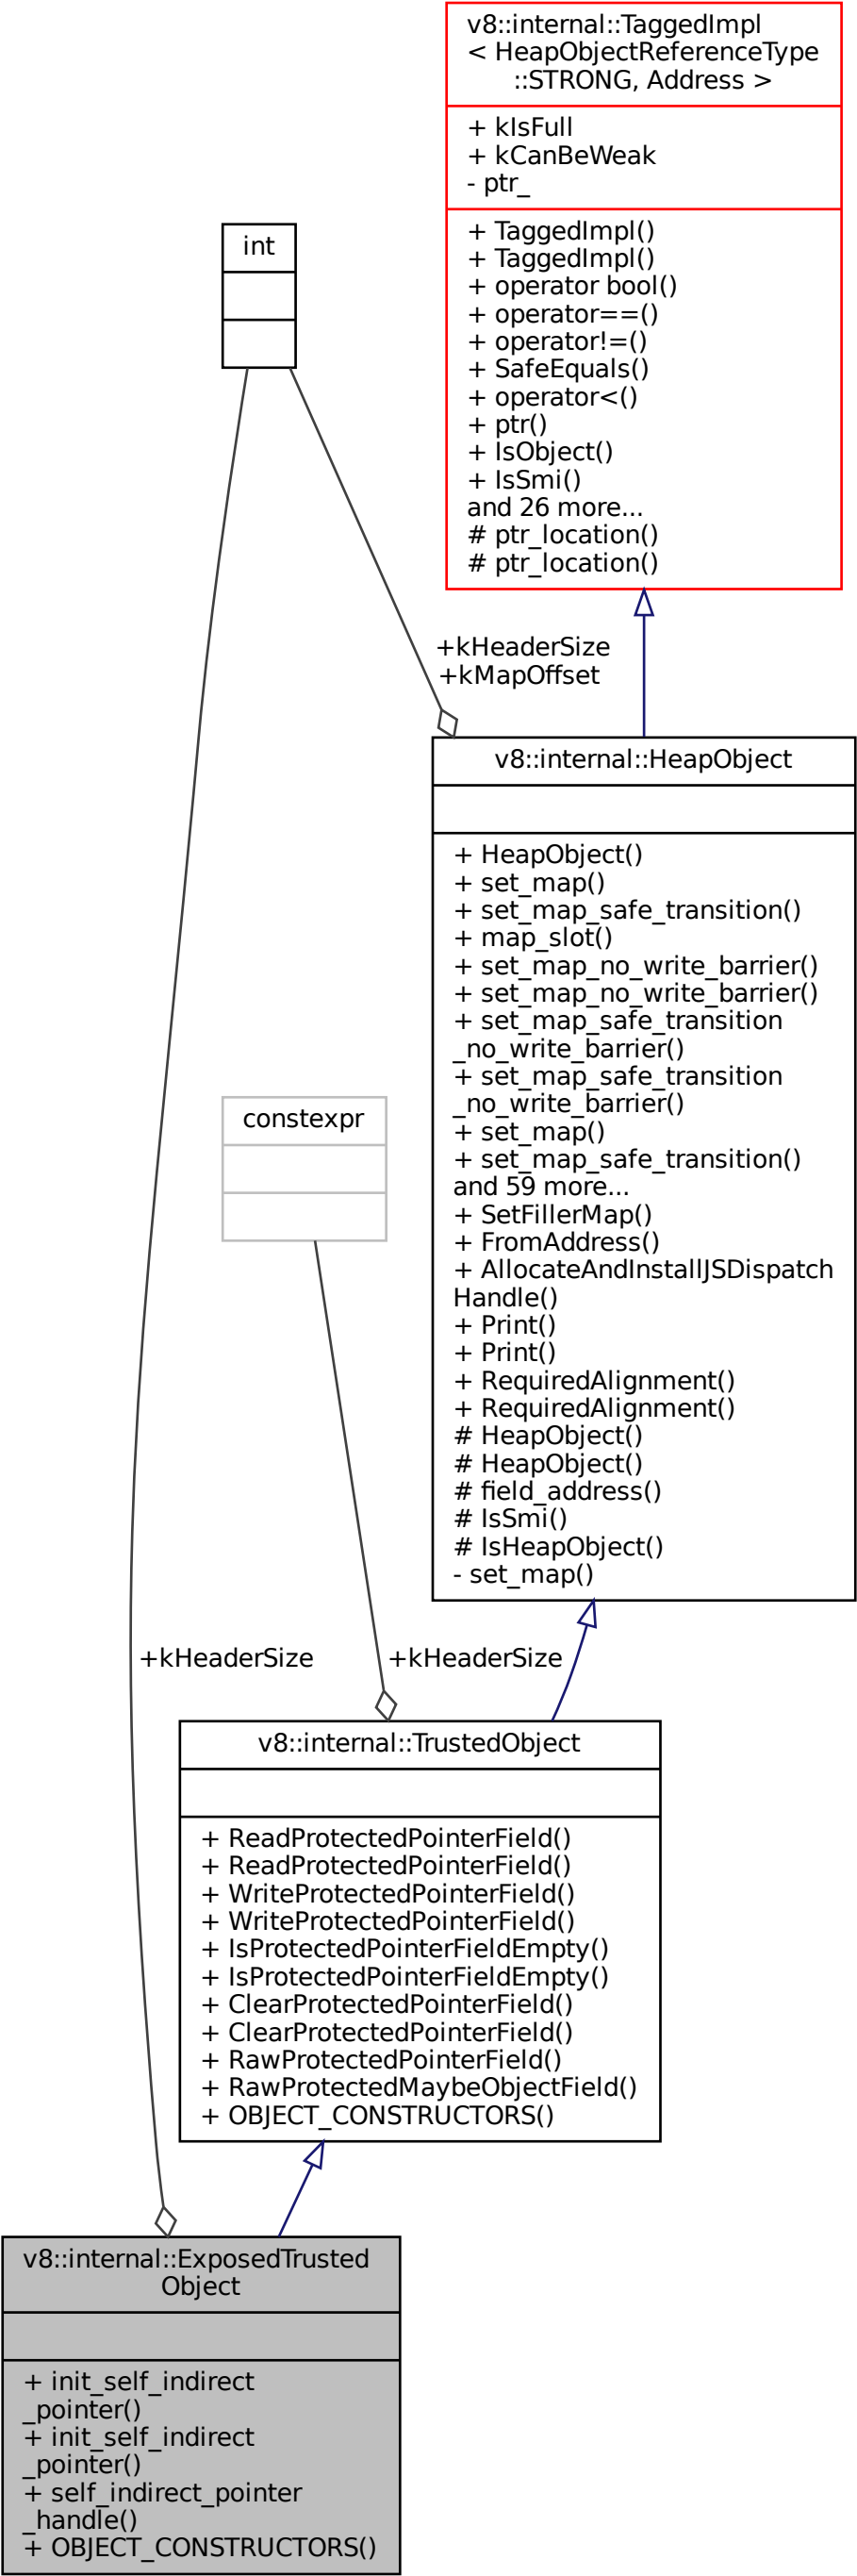 v8::internal::TaggedImpl
< HeapObjectReferenceType
::STRONG, Address >
+ kIsFull
+ kCanBeWeak
- ptr_
+ TaggedImpl()
+ TaggedImpl()
+ operator bool()
+ operator==()
+ operator!=()
+ SafeEquals()
+ operator<()
+ ptr()
+ IsObject()
+ IsSmi()
and 26 more...
# ptr_location()
# ptr_location()
int
+kHeaderSize
+kMapOffset
v8::internal::HeapObject
+ HeapObject()
+ set_map()
+ set_map_safe_transition()
+ map_slot()
+ set_map_no_write_barrier()
+ set_map_no_write_barrier()
+ set_map_safe_transition
_no_write_barrier()
+ set_map_safe_transition
_no_write_barrier()
+ set_map()
+ set_map_safe_transition()
and 59 more...
+ SetFillerMap()
+ FromAddress()
+ AllocateAndInstallJSDispatch
Handle()
+ Print()
+ Print()
+ RequiredAlignment()
+ RequiredAlignment()
# HeapObject()
# HeapObject()
# field_address()
# IsSmi()
# IsHeapObject()
- set_map()
constexpr
+kHeaderSize
+kHeaderSize
v8::internal::TrustedObject
+ ReadProtectedPointerField()
+ ReadProtectedPointerField()
+ WriteProtectedPointerField()
+ WriteProtectedPointerField()
+ IsProtectedPointerFieldEmpty()
+ IsProtectedPointerFieldEmpty()
+ ClearProtectedPointerField()
+ ClearProtectedPointerField()
+ RawProtectedPointerField()
+ RawProtectedMaybeObjectField()
+ OBJECT_CONSTRUCTORS()
v8::internal::ExposedTrusted
Object
+ init_self_indirect
_pointer()
+ init_self_indirect
_pointer()
+ self_indirect_pointer
_handle()
+ OBJECT_CONSTRUCTORS()